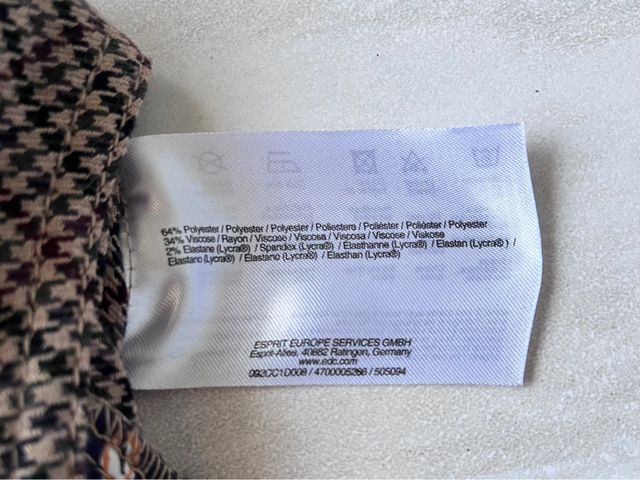 64% Polyester / Polyester / Polyester / Poliestere / Poliéster / Poliéster / Polyester
34% Viscose / Rayon / Viscose / Viscosa / Viscosa / Viscose / Viskose
2% Elastane (Lycra®) / Spandex (Lycra®) / Elasthanne (Lycra®) / Elastan (Lycra®) /
Elastano (Lycra®) / Elastano (Lycra®) / Elasthan (Lycra®)
ESPRIT EUROPE SERVICES GMBH
Esprit-Allee, 40882 Ratingen, Germany
www.edc.com
092CC1D008 / 4700005266 / 505094